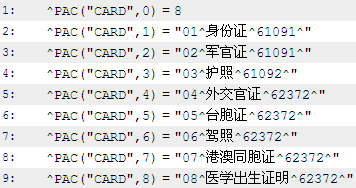 1: ^PAC("CARD",0) = 8
2: ^PAC("CARD",1) = "01^身份证^61091^"
3: ^PAC("CARD",2) = "02^军官证^61091^"
4: ^PAC("CARD",3) = "03^护照^61092^"
5: ^PAC("CARD",4) = "04^外交官证^62372^"
6: ^PAC("CARD",5) = "05^台胞证^62372^"
7: ^PAC("CARD",6) = "06^驾照^62372^"
8: ^PAC("CARD",7) = "07^港澳同胞证^62372^"
9: ^PAC("CARD",8) = "08^医学出生证明^62372^"